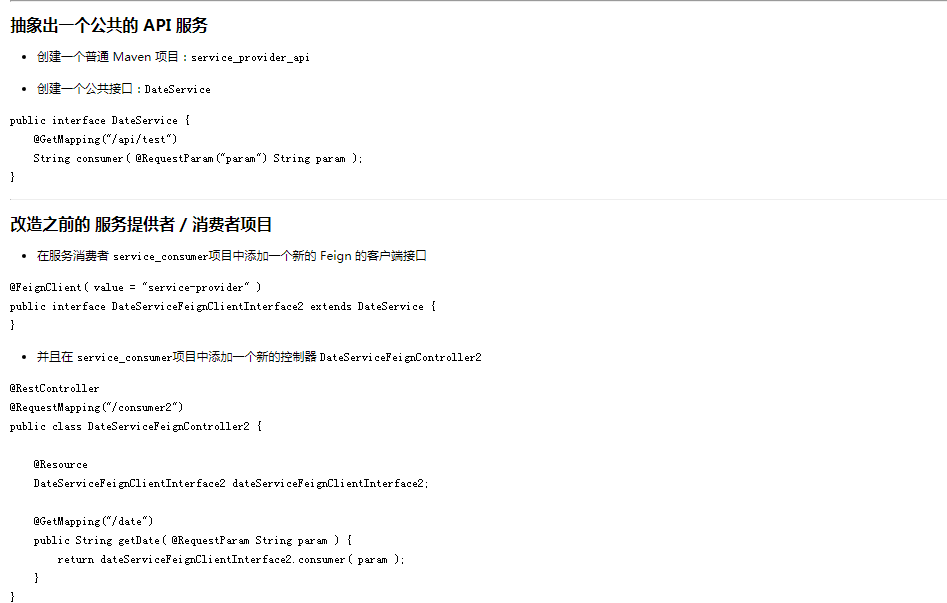 抽象出一个公共的 API 服务
• 创建一个普通 Maven 项目：service_provider_api
• 创建一个公共接口：DateService
public interface DateService {
    @GetMapping("/api/test")
    String consumer( @RequestParam("param") String param );
}
改造之前的 服务提供者 / 消费者项目
• 在服务消费者 service_consumer项目中添加一个新的 Feign 的客户端接口
@FeignClient( value = "service-provider" )
public interface DateServiceFeignClientInterface2 extends DateService {
}
• 并且在 service_consumer项目中添加一个新的控制器 DateServiceFeignController2
@RestController
@RequestMapping("/consumer2")
public class DateServiceFeignController2 {
    @Resource
    DateServiceFeignClientInterface2 dateServiceFeignClientInterface2;
    @GetMapping("/date")
    public String getDate( @RequestParam String param ) {
        return dateServiceFeignClientInterface2.consumer( param );
    }
}